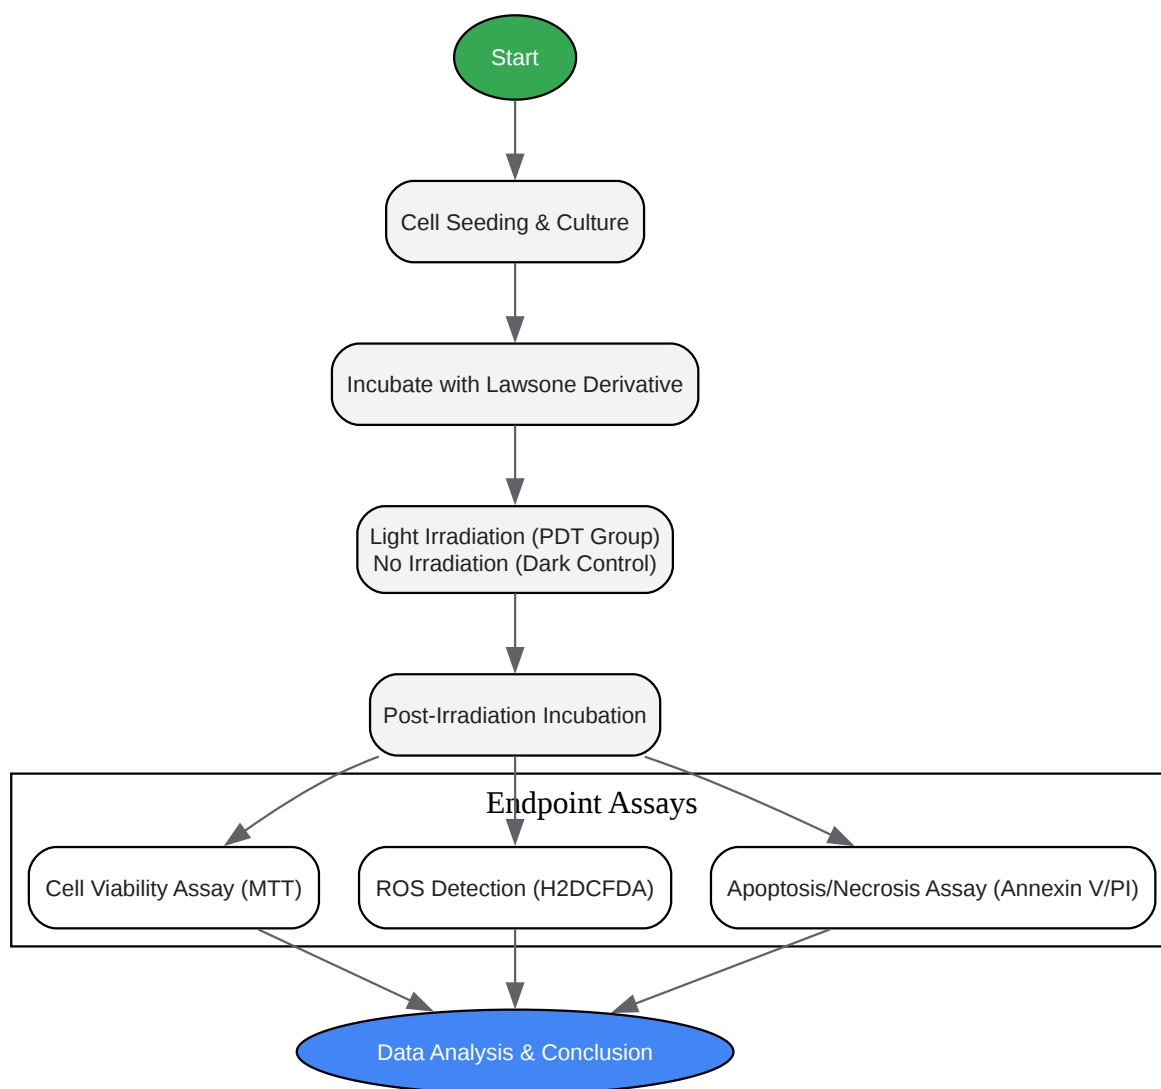 Start
Cell Seeding & Culture
Incubate with Lawsone Derivative
Light Irradiation (PDT Group)
No Irradiation (Dark Control)
Post-Irradiation Incubation
Endpoint Assays
Cell Viability Assay (MTT)
ROS Detection (H2DCFDA)
Apoptosis/Necrosis Assay (Annexin V/PI)
Data Analysis & Conclusion